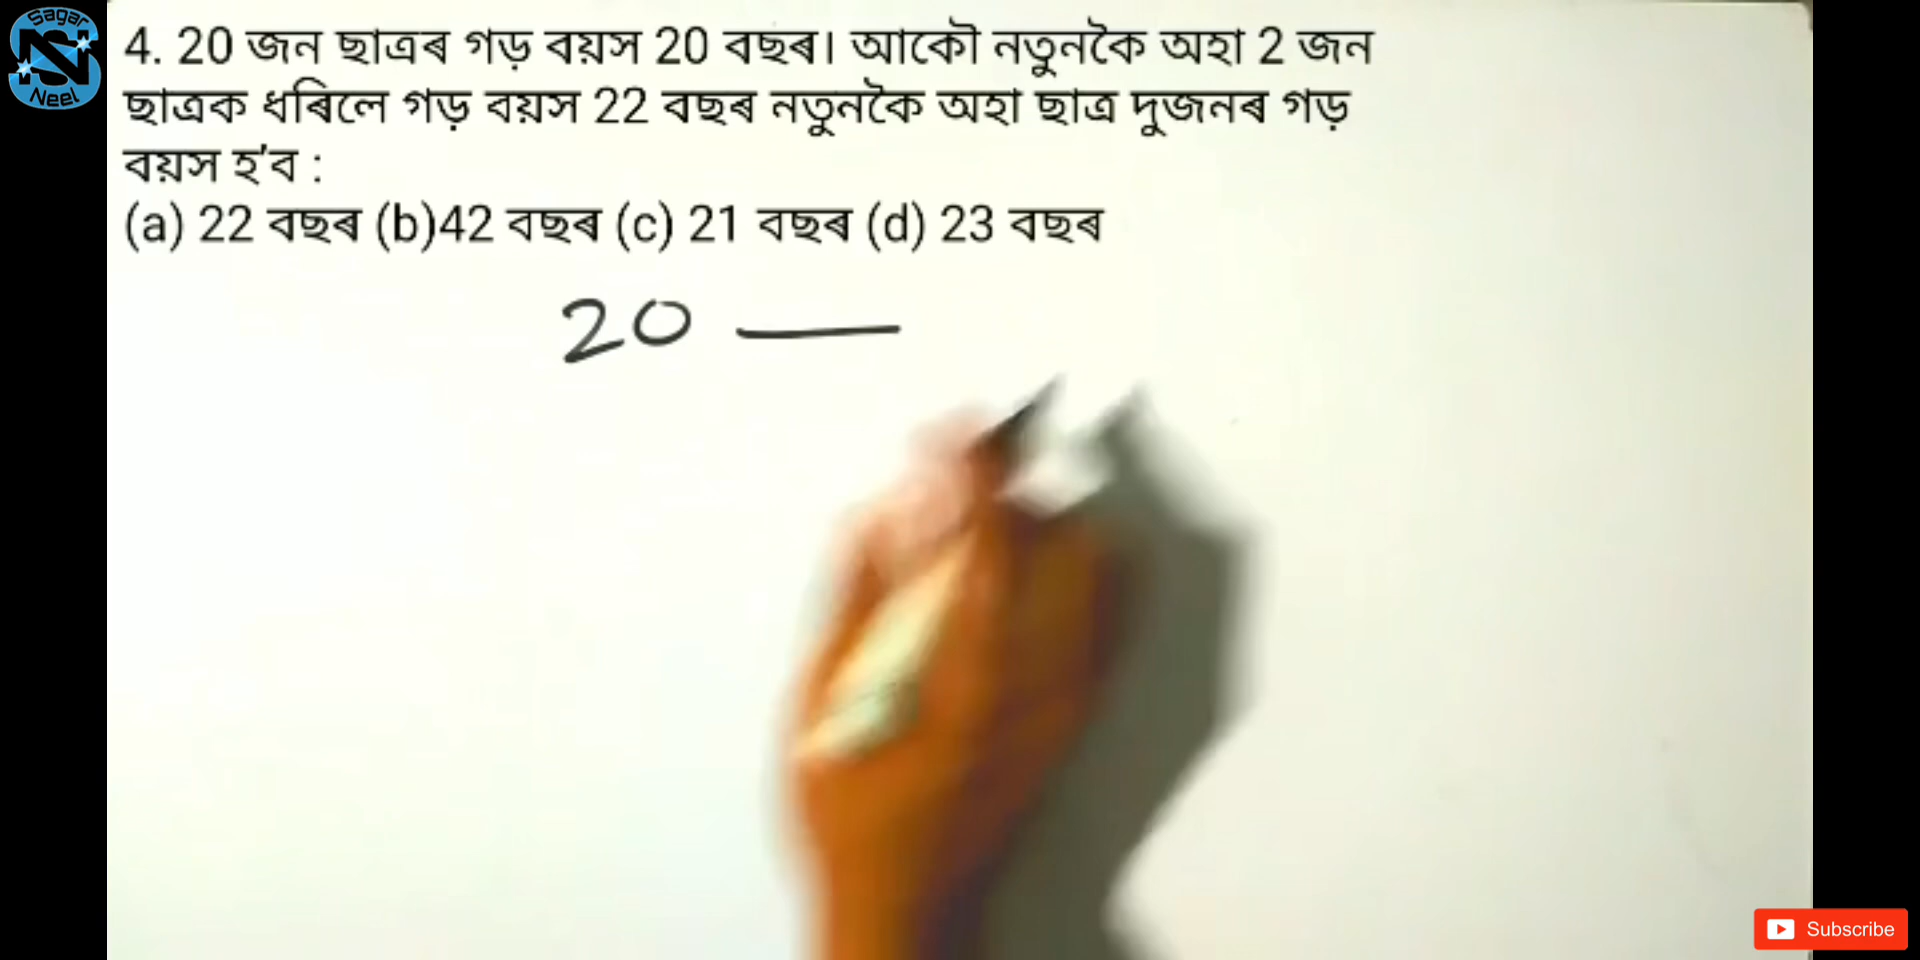 Sagar
Neel
4. 20 জন ছাত্ৰৰ গড় বয়স 20 বছৰ। আকৌ নতুনকৈ অহা 2 জন
ছাত্ৰক ধৰিলে গড় বয়স 22 বছৰ নতুনকৈ অহা ছাত্ৰ দুজনৰ গড়
বয়স হ'ব :
(a) 22 বছৰ (b)42 বছৰ (c) 21 বছৰ (d) 23 বছৰ
20 —
Subscribe